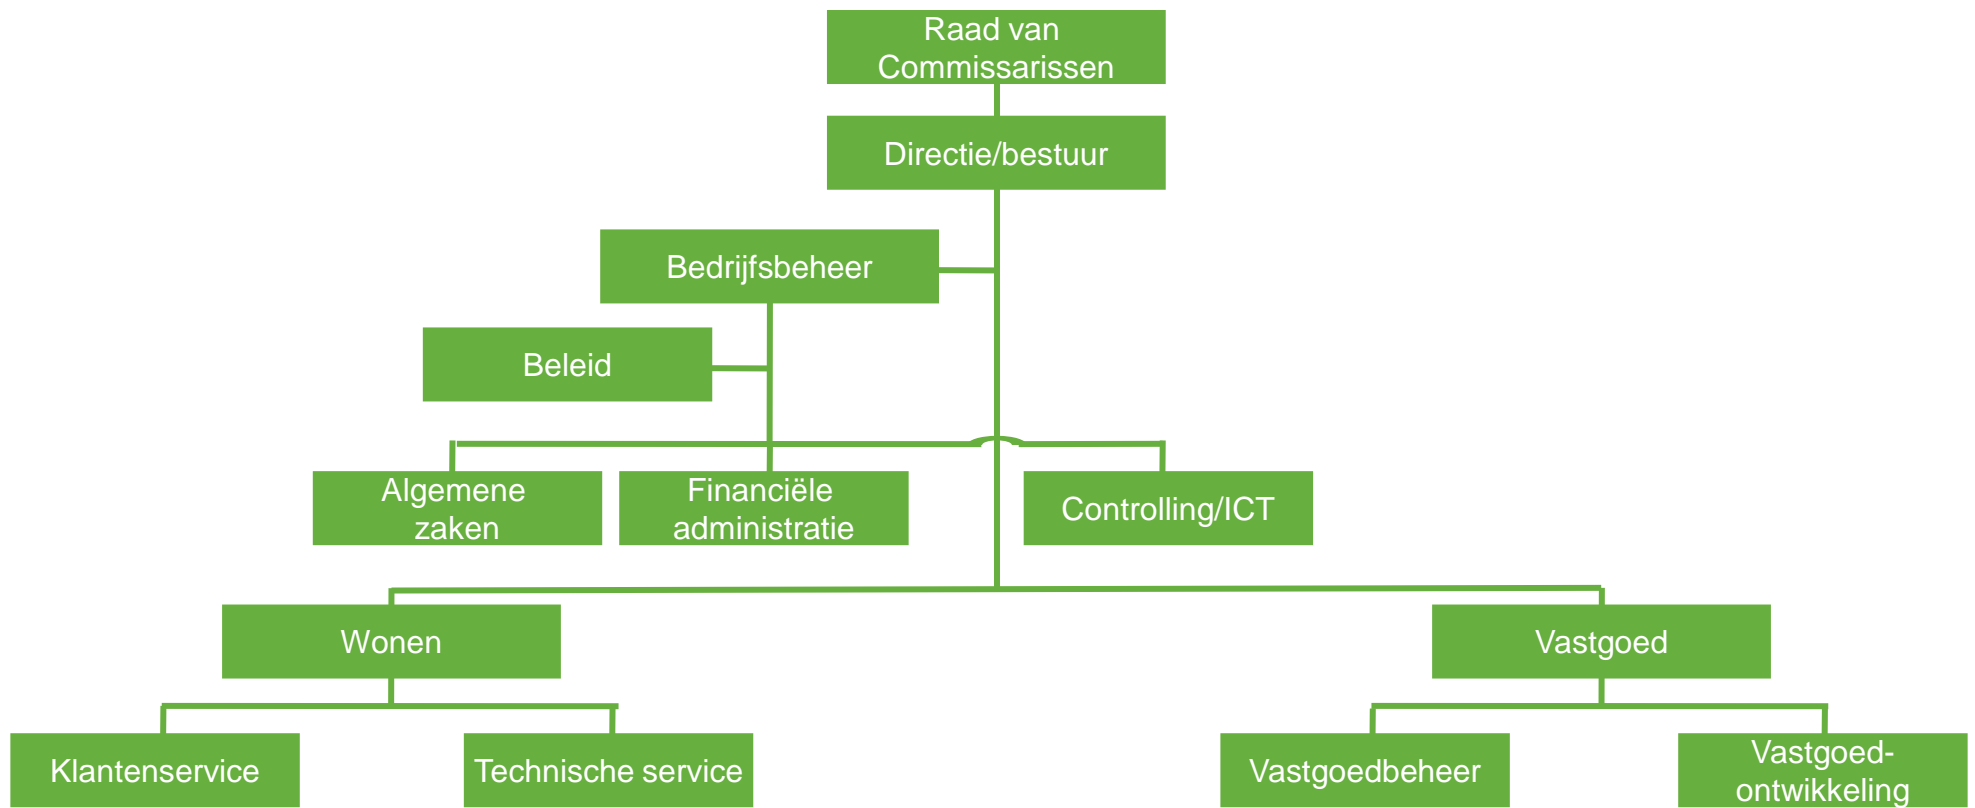 Raad van
Commissarissen
Directie/bestuur
Bedrijfsbeheer
Beleid
Algemene
zaken
Financiële
administratie
Controlling/ICT
Wonen
Vastgoed
Klantenservice
Technische service
Vastgoedbeheer
Vastgoed-
ontwikkeling